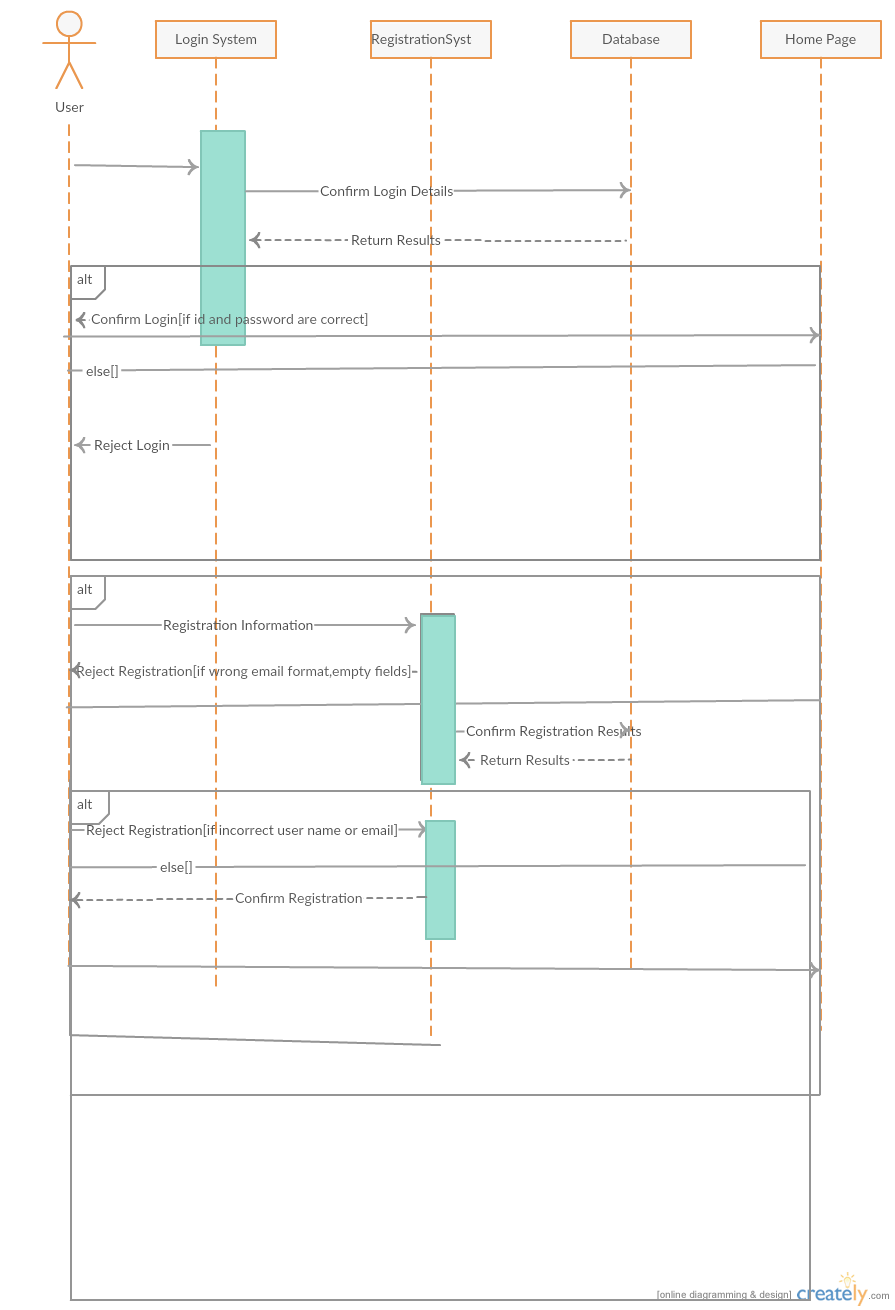 Login System
RegistrationSyst
Database
Home Page
User
Confirm Login Details
Return Results
alt
Confirm Login[if id and password are correct]
else[]
Reject Login
alt
Registration Information
Reject Registration[if wrong email format,empty fields]
Confirm Registration Results
Return Results
alt
Reject Registration[if incorrect user name or email]
else[]
Confirm Registration
[online diagramming & design] creately.com